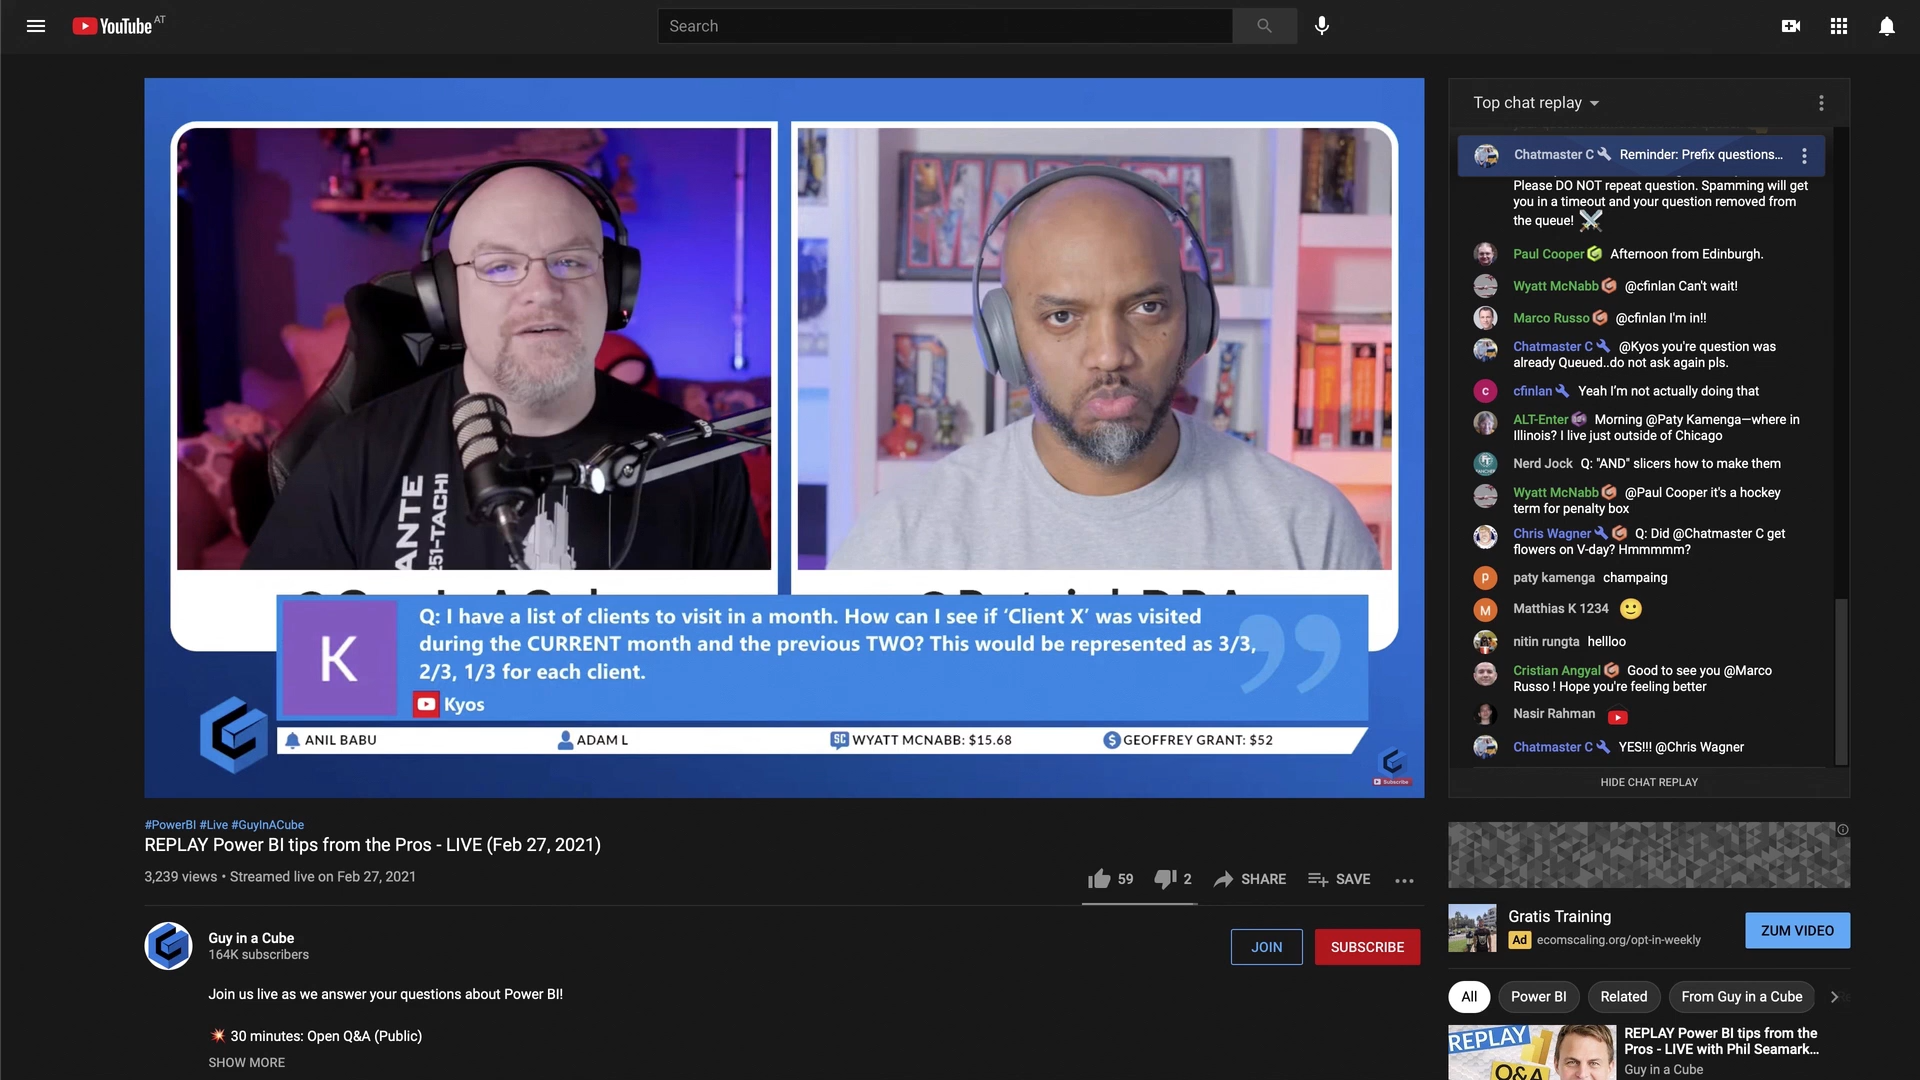 YouTube AT
Search
ANTE
251-TACHI
Q: I have a list of clients to visit in a month. How can I see if ‘Client X’ was visited
during the CURRENT month and the previous TWO? This would be represented as 3/3,
2/3, 1/3 for each client.
K
Kyos
ANIL BABU
ADAM L
SC WYATT MCNABB: $15.68
GEOFFREY GRANT: $52
Subscribe
Top chat replay
Chatmaster C Reminder: Prefix questions...
Please DO NOT repeat question. Spamming will get
you in a timeout and your question removed from
the queue!
Paul Cooper Afternoon from Edinburgh.
Wyatt McNabb @cfinlan Can't wait!
Marco Russo @cfinlan I'm in!!
Chatmaster C @Kyos you're question was
already Queued..do not ask again pls.
c cfinlan Yeah I’m not actually doing that
ALT-Enter Morning @Paty Kamenga—where in
Illinois? I live just outside of Chicago
Nerd Jock Q: "AND" slicers how to make them
Wyatt McNabb @Paul Cooper it's a hockey
term for penalty box
Chris Wagner Q: Did @Chatmaster C get
flowers on V-day? Hmmmmm?
p paty kamenga champaing
M Matthias K 1234
nitin rungta hellloo
Cristian Angyal Good to see you @Marco
Russo ! Hope you're feeling better
Nasir Rahman
Chatmaster C YES!!! @Chris Wagner
HIDE CHAT REPLAY
#PowerBI #Live #GuyInACube
REPLAY Power BI tips from the Pros - LIVE (Feb 27, 2021)
3,239 views • Streamed live on Feb 27, 2021
59 2 SHARE SAVE
Guy in a Cube
164K subscribers
JOIN SUBSCRIBE
Join us live as we answer your questions about Power BI!
30 minutes: Open Q&A (Public)
SHOW MORE
Gratis Training
Ad ecomscaling.org/opt-in-weekly
ZUM VIDEO
All Power BI Related From Guy in a Cube
REPLAY
Q&A
REPLAY Power BI tips from the
Pros - LIVE with Phil Seamark...
Guy in a Cube